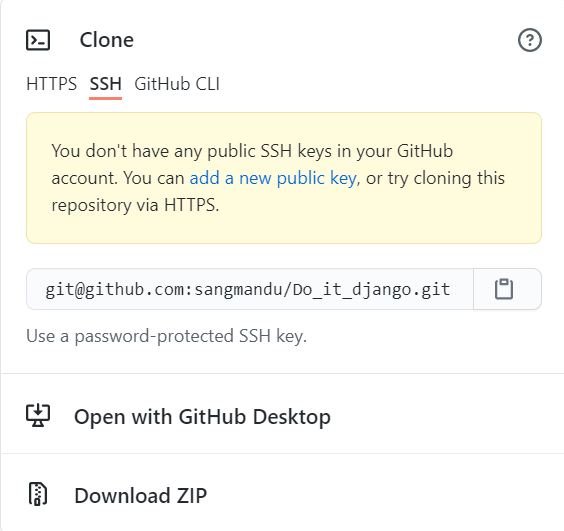 Clone
HTTPS SSH GitHub CLI
You don't have any public SSH keys in your GitHub
account. You can add a new public key, or try cloning this
repository via HTTPS.
git@github.com:sangmandu/Do_it_django.git
Use a password-protected SSH key.
Open with GitHub Desktop
Download ZIP